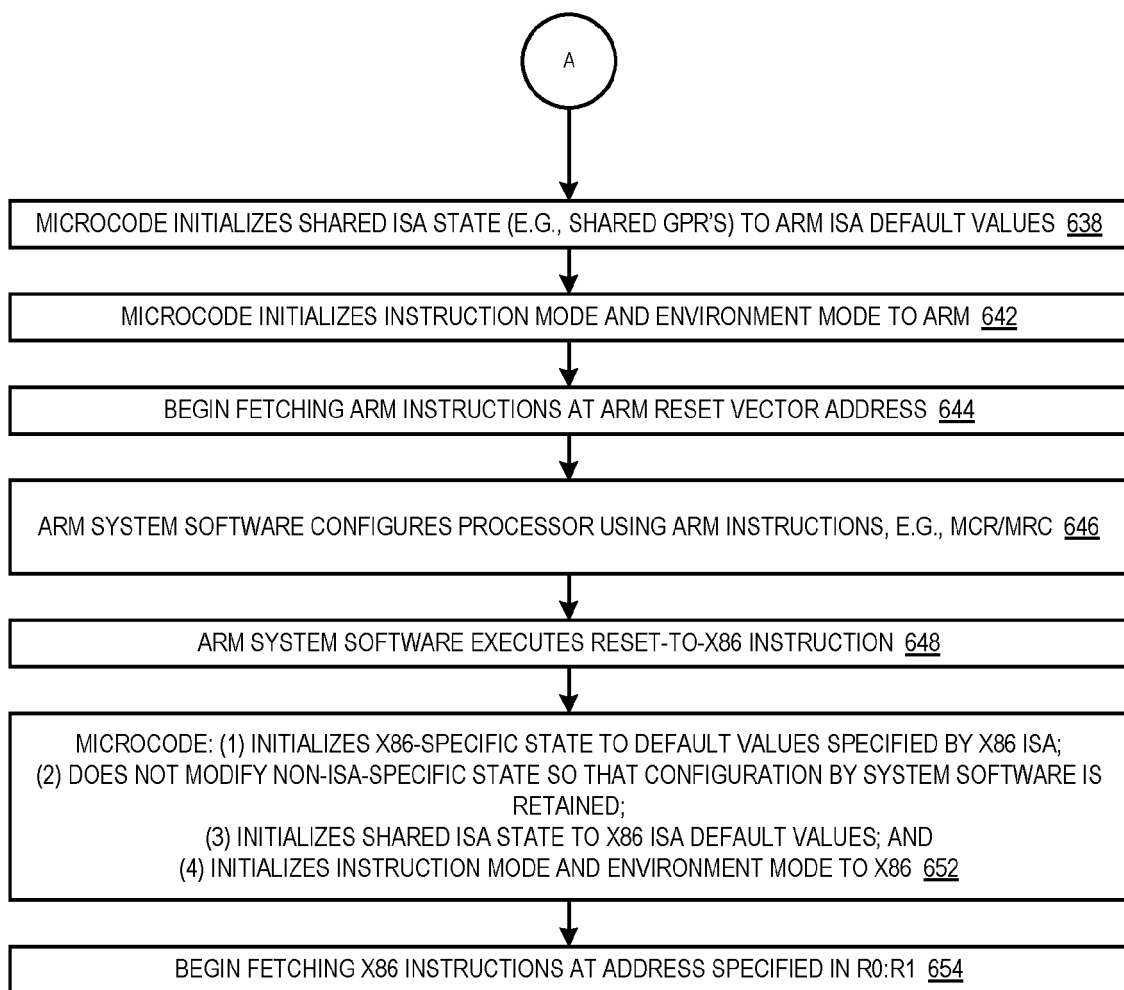 A
MICROCODE INITIALIZES SHARED ISA STATE (E.G., SHARED GPR'S) TO ARM ISA DEFAULT VALUES 638
MICROCODE INITIALIZES INSTRUCTION MODE AND ENVIRONMENT MODE TO ARM 642
BEGIN FETCHING ARM INSTRUCTIONS AT ARM RESET VECTOR ADDRESS 644
ARM SYSTEM SOFTWARE CONFIGURES PROCESSOR USING ARM INSTRUCTIONS, E.G., MCR/MRC 646
ARM SYSTEM SOFTWARE EXECUTES RESET-TO-X86 INSTRUCTION 648
MICROCODE: (1) INITIALIZES X86-SPECIFIC STATE TO DEFAULT VALUES SPECIFIED BY X86 ISA;
(2) DOES NOT MODIFY NON-ISA-SPECIFIC STATE SO THAT CONFIGURATION BY SYSTEM SOFTWARE IS
RETAINED;
(3) INITIALIZES SHARED ISA STATE TO X86 ISA DEFAULT VALUES; AND
(4) INITIALIZES INSTRUCTION MODE AND ENVIRONMENT MODE TO X86 652
BEGIN FETCHING X86 INSTRUCTIONS AT ADDRESS SPECIFIED IN R0:R1 654